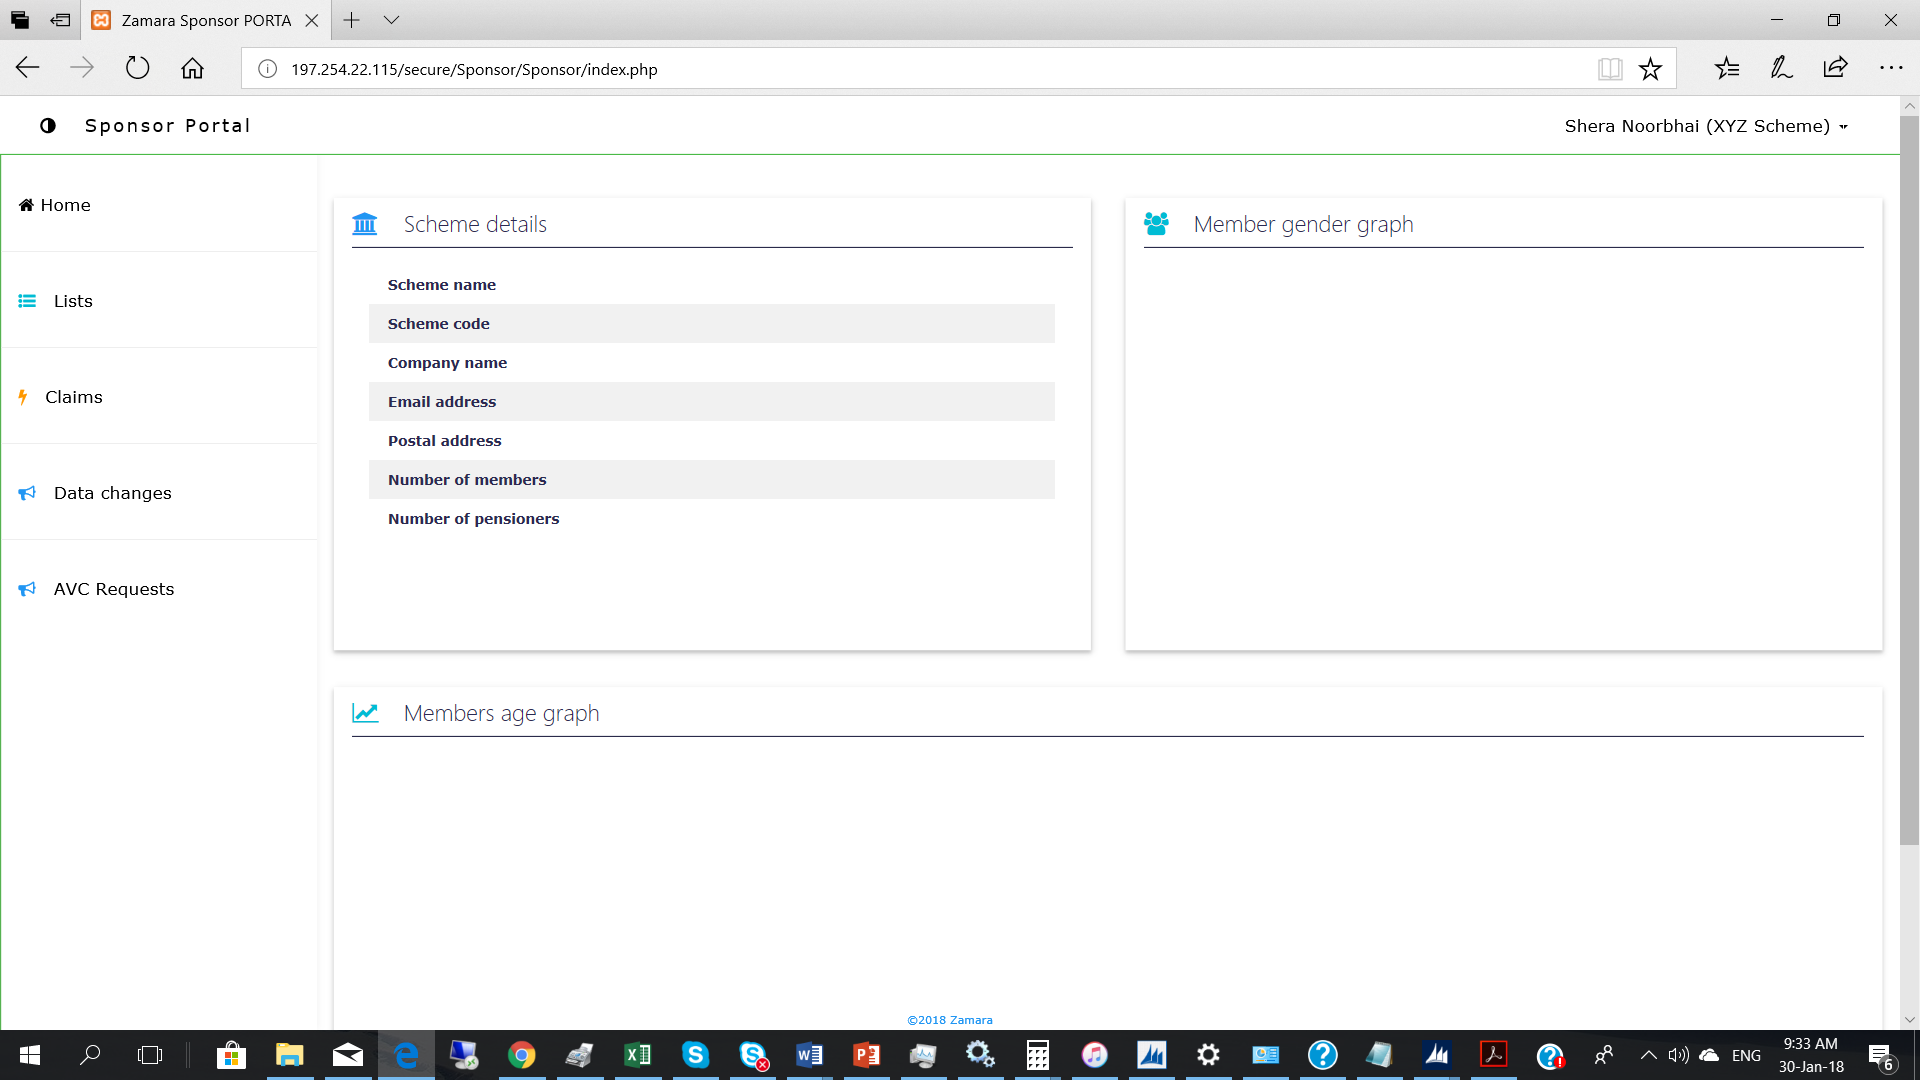 Zamara Sponsor PORTA
197.254.22.115/secure/Sponsor/Sponsor/index.php
Sponsor Portal
Shera Noorbhai (XYZ Scheme)
Home
Lists
Claims
Data changes
AVC Requests
Scheme details
Scheme name
Scheme code
Company name
Email address
Postal address
Number of members
Number of pensioners
Member gender graph
Members age graph
©2018 Zamara
ENG
9:33 AM
30-Jan-18
6